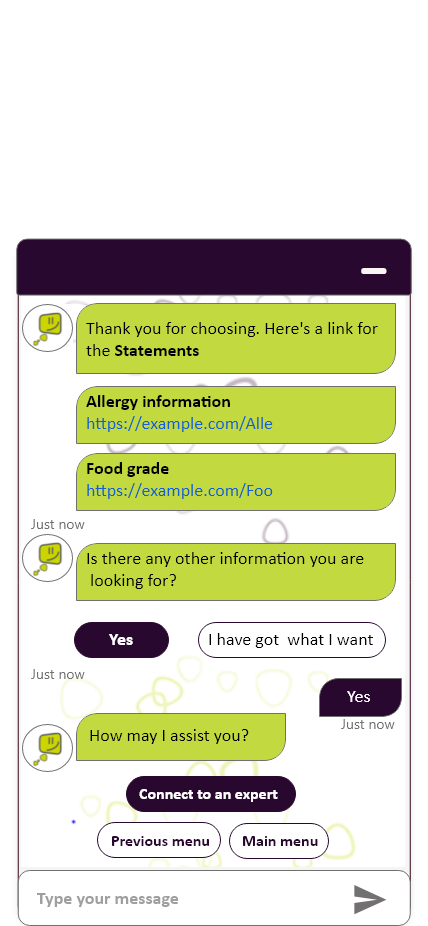 Thank you for choosing. Here's a link for
the Statements
Allergy information
https://example.com/Alle
Food grade
https://example.com/Foo
Just now
Is there any other information you are
looking for?
Yes
I have got what I want
Just now
Yes
Just now
How may I assist you?
Connect to an expert
Previous menu
Main menu
Type your message